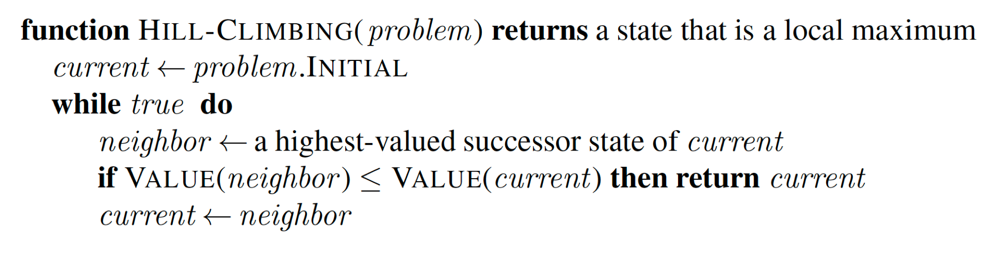 function HILL-CLIMBING(problem) returns a state that is a local maximum
current ← problem.INITIAL
while true do
neighbor ← a highest-valued successor state of current
if VALUE(neighbor) ≤ VALUE(current) then return current
current ← neighbor